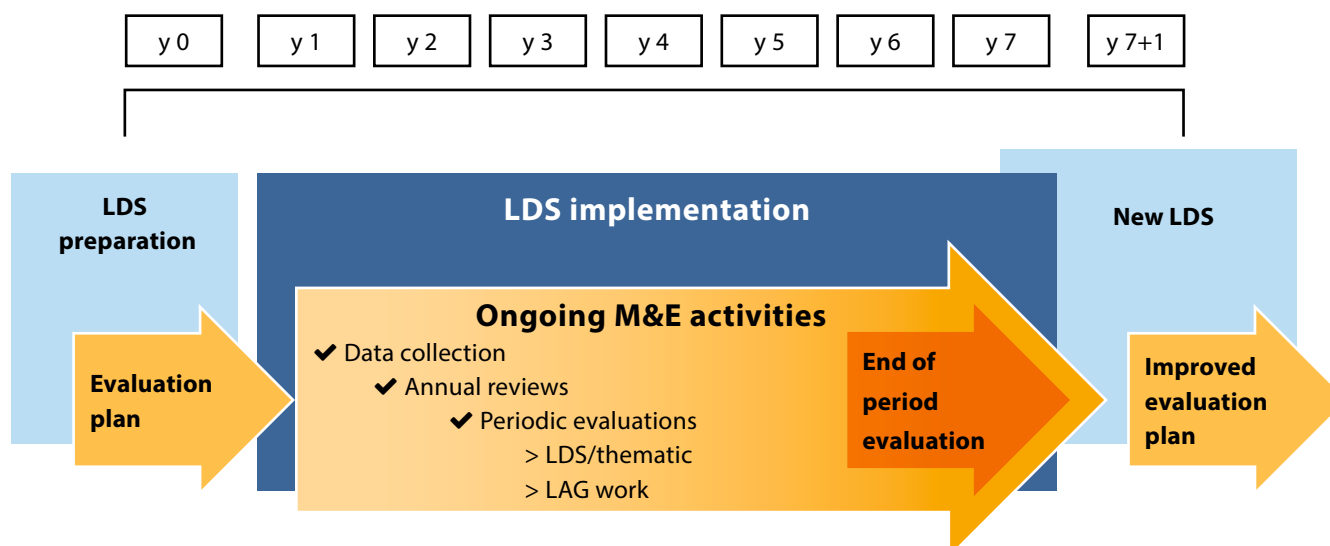 y 0
y 1
y 2
y 3
y 4
y 5
y 6
y 7
y 7+1
LDS
preparation
LDS implementation
New LDS
Evaluation
plan
Ongoing M&E activities
✔ Data collection
✔ Annual reviews
✔ Periodic evaluations
> LDS/thematic
> LAG work
End of
period
evaluation
Improved
evaluation
plan